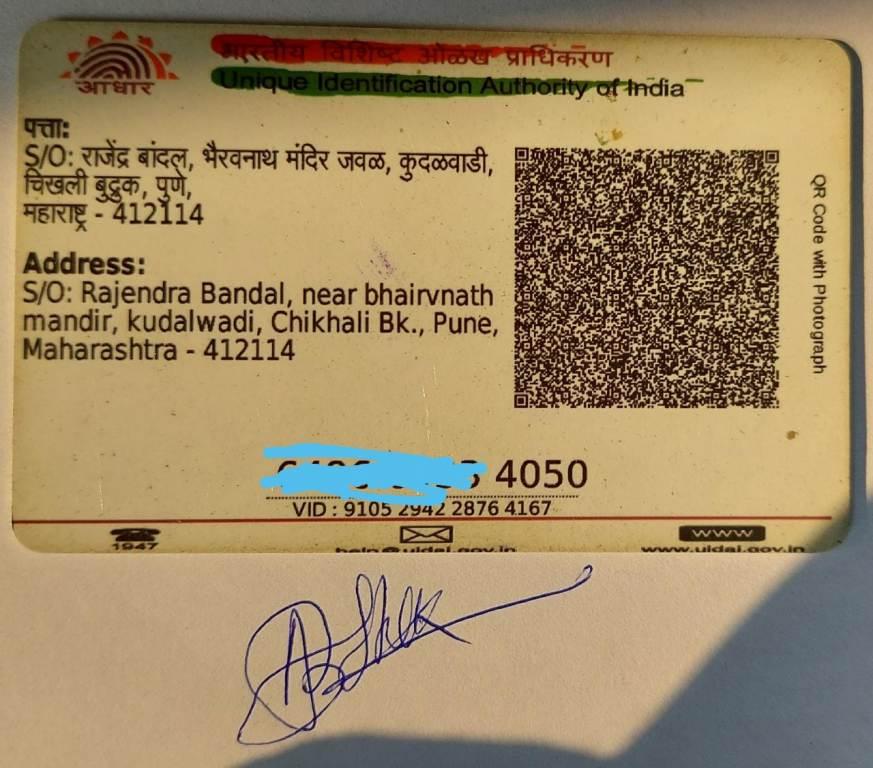 आधार
भारतीय विशिष्ट ओळख प्राधिकरण
Unique Identification Authority of India
पत्ता:
S/O: राजेंद्र बांदल, भैरवनाथ मंदिर जवळ, कुदळवाडी,
चिखली बुद्रुक, पुणे,
महाराष्ट्र - 412114
Address:
S/O: Rajendra Bandal, near bhairvnath
mandir, kudalwadi, Chikhali Bk., Pune,
Maharashtra - 412114
QR Code with Photograph
4050
VID : 9105 2942 2876 4167
1947
help@uidai.gov.in
WWW
www.uidai.gov.in